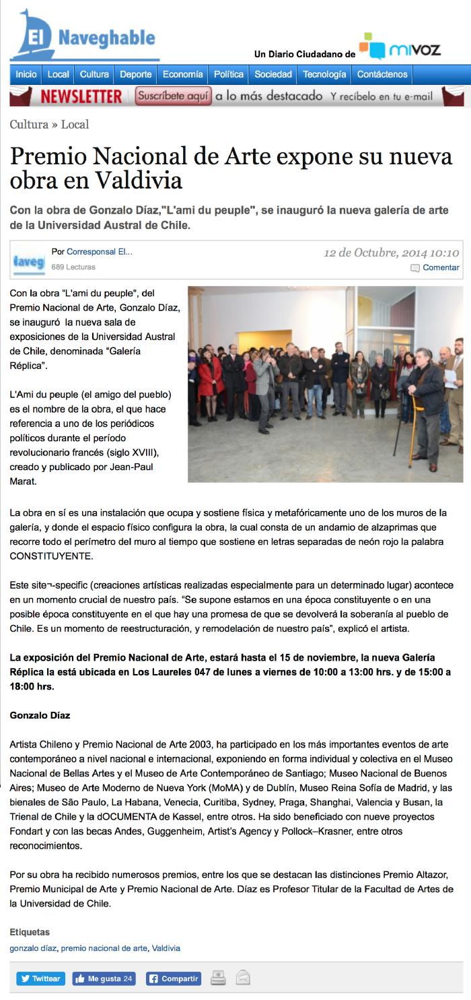 El Naveghable
Un Diario Ciudadano de mivoz
Inicio Local Cultura Deporte Economía Política Sociedad Tecnología Contáctenos
NEWSLETTER Suscríbete aquí a lo más destacado Y recíbelo en tu e-mail
Cultura » Local
Premio Nacional de Arte expone su nueva
obra en Valdivia
Con la obra de Gonzalo Díaz,"L'ami du peuple", se inauguró la nueva galería de arte
de la Universidad Austral de Chile.
Naveg
Por Corresponsal El...
12 de Octubre, 2014 10:10
689 Lecturas
Comentar
Con la obra “L'ami du peuple", del
Premio Nacional de Arte, Gonzalo Díaz,
se inauguró la nueva sala de
exposiciones de la Universidad Austral
de Chile, denominada “Galería
Réplica”.
L'Ami du peuple (el amigo del pueblo)
es el nombre de la obra, el que hace
referencia a uno de los periódicos
políticos durante el período
revolucionario francés (siglo XVIII),
creado y publicado por Jean-Paul
Marat.
La obra en sí es una instalación que ocupa y sostiene física y metafóricamente uno de los muros de la
galería, y donde el espacio físico configura la obra, la cual consta de un andamio de alzaprimas que
recorre todo el perímetro del muro al tiempo que sostiene en letras separadas de neón rojo la palabra
CONSTITUYENTE.
Este site¬-specific (creaciones artísticas realizadas especialmente para un determinado lugar) acontece
en un momento crucial de nuestro país. “Se supone estamos en una época constituyente o en una
posible época constituyente en el que hay una promesa de que se devolverá la soberanía al pueblo de
Chile. Es un momento de reestructuración, y remodelación de nuestro país”, explicó el artista.
La exposición del Premio Nacional de Arte, estará hasta el 15 de noviembre, la nueva Galería
Réplica la está ubicada en Los Laureles 047 de lunes a viernes de 10:00 a 13:00 hrs. y de 15:00 a
18:00 hrs.
Gonzalo Díaz
Artista Chileno y Premio Nacional de Arte 2003, ha participado en los más importantes eventos de arte
contemporáneo a nivel nacional e internacional, exponiendo en forma individual y colectiva en el Museo
Nacional de Bellas Artes y el Museo de Arte Contemporáneo de Santiago; Museo Nacional de Buenos
Aires; Museo de Arte Moderno de Nueva York (MoMA) y de Dublín, Museo Reina Sofía de Madrid, y las
bienales de São Paulo, La Habana, Venecia, Curitiba, Sydney, Praga, Shanghai, Valencia y Busan, la
Trienal de Chile y la dOCUMENTA de Kassel, entre otros. Ha sido beneficiado con nueve proyectos
Fondart y con las becas Andes, Guggenheim, Artist’s Agency y Pollock–Krasner, entre otros
reconocimientos.
Por su obra ha recibido numerosos premios, entre los que se destacan las distinciones Premio Altazor,
Premio Municipal de Arte y Premio Nacional de Arte. Díaz es Profesor Titular de la Facultad de Artes de
la Universidad de Chile.
Etiquetas
gonzalo díaz, premio nacional de arte, Valdivia
Twittear Me gusta 24 Compartir